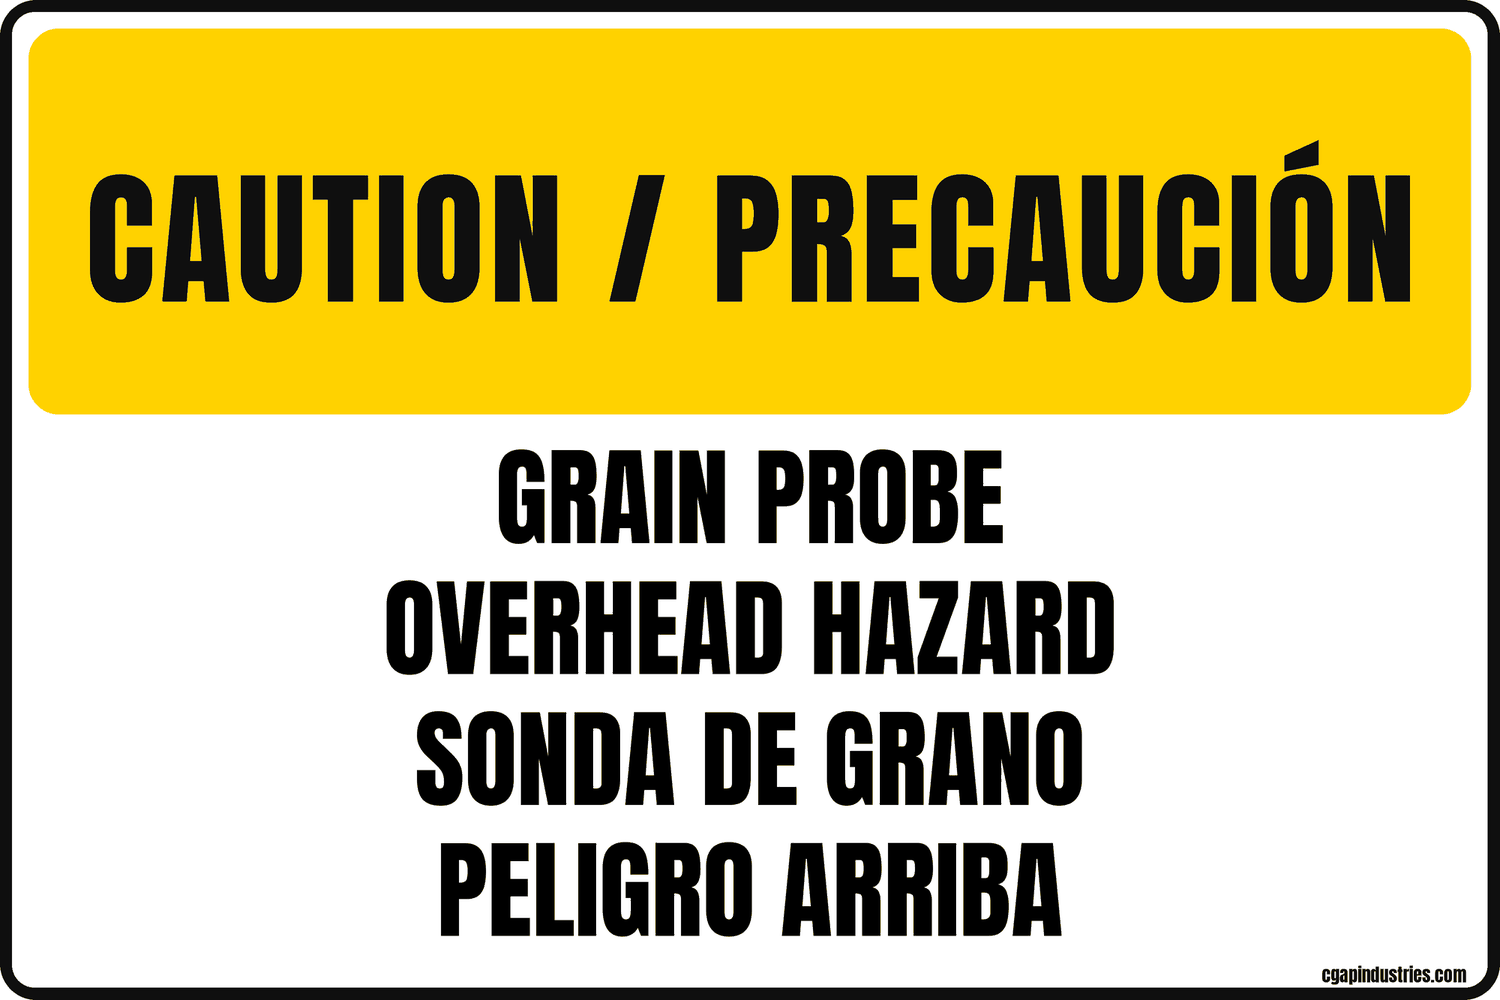 CAUTION / PRECAUCIÓN
GRAIN PROBE
OVERHEAD HAZARD
SONDA DE GRANO
PELIGRO ARRIBA
cgapindustries.com